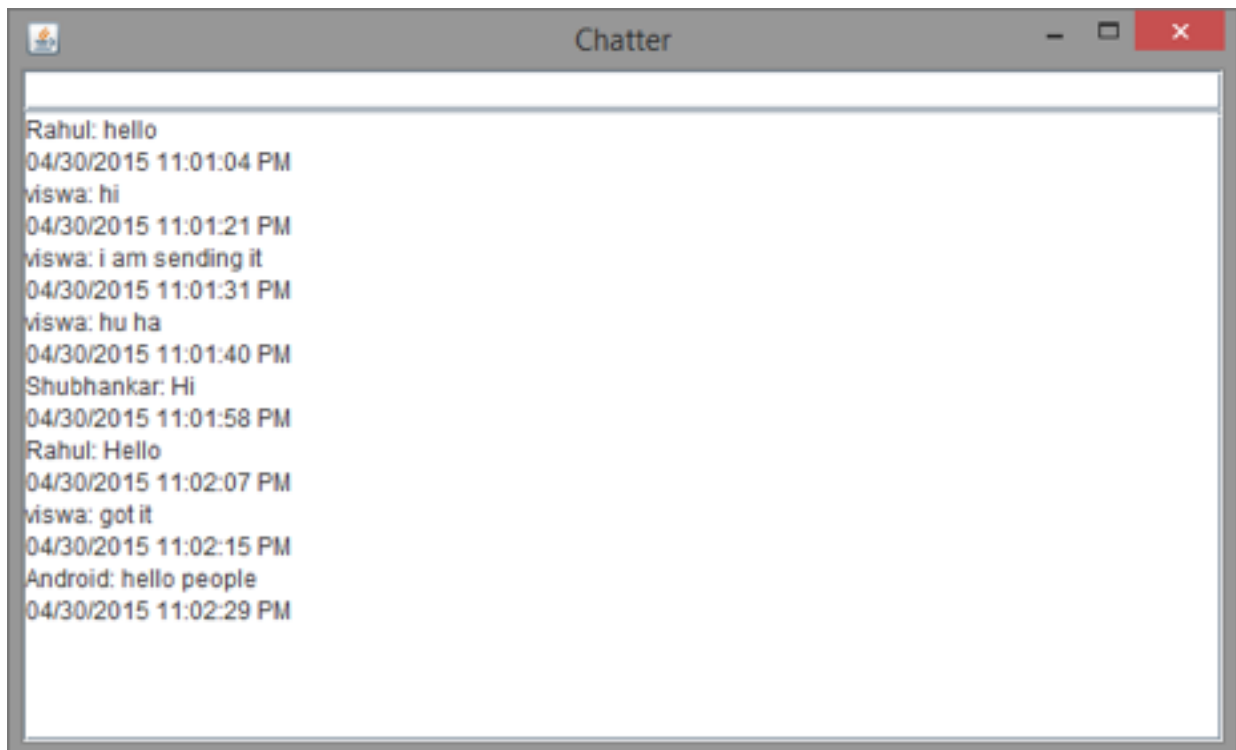 Chatter
Rahul: hello
04/30/2015 11:01:04 PM
viswa: hi
04/30/2015 11:01:21 PM
viswa: i am sending it
04/30/2015 11:01:31 PM
viswa: hu ha
04/30/2015 11:01:40 PM
Shubhankar: Hi
04/30/2015 11:01:58 PM
Rahul: Hello
04/30/2015 11:02:07 PM
viswa: got it
04/30/2015 11:02:15 PM
Android: hello people
04/30/2015 11:02:29 PM